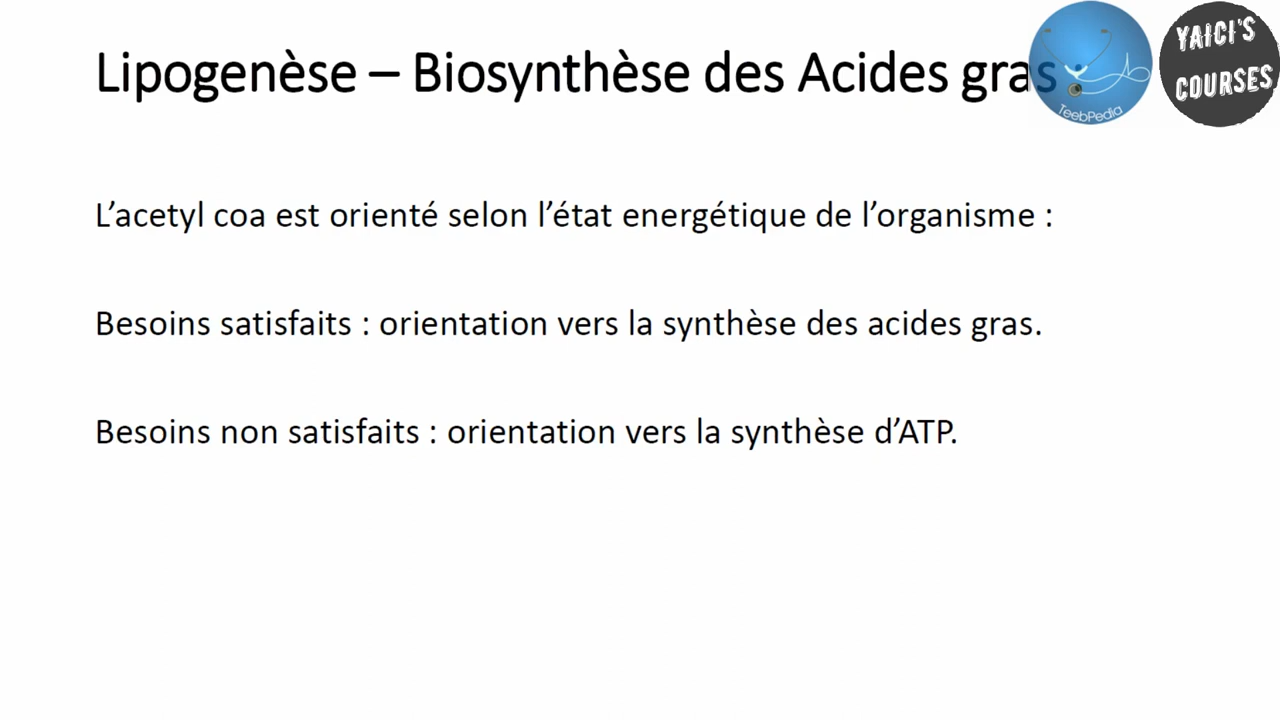 Lipogenèse – Biosynthèse des Acides gras :
YAICI'S
COURSES
TeebPedia
L’acetyl coa est orienté selon l’état energétique de l’organisme :
Besoins satisfaits : orientation vers la synthèse des acides gras.
Besoins non satisfaits : orientation vers la synthèse d’ATP.